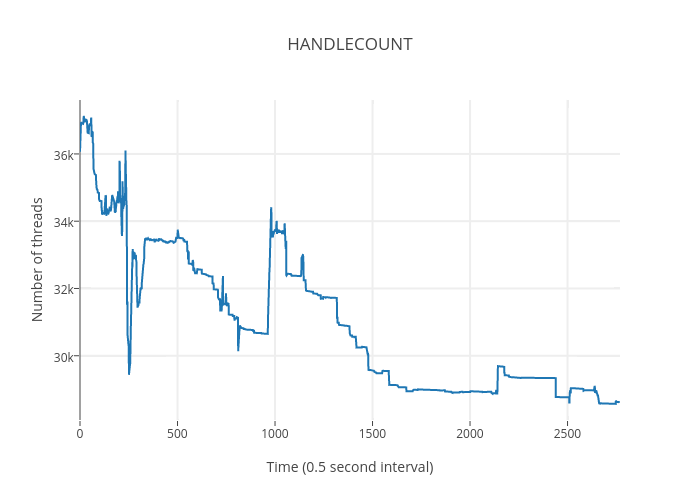 HANDLECOUNT
Number of threads
36k
34k
32k
30k
0
500
1000
1500
2000
2500
Time (0.5 second interval)